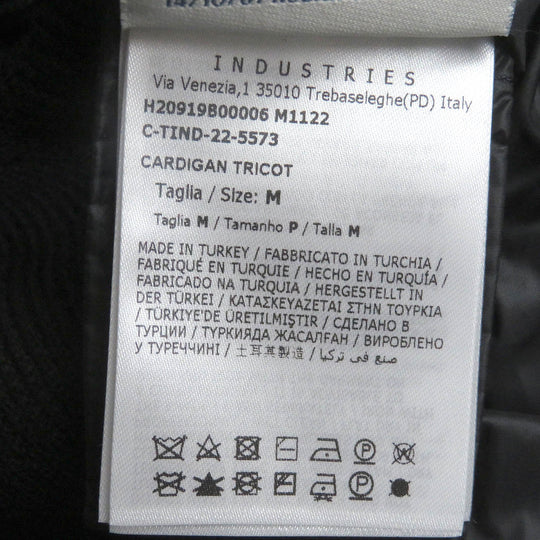 INDUSTRIES
Via Venezia,1 35010 Trebaseleghe(PD) Italy
H20919B00006 M1122
C-TIND-22-5573
CARDIGAN TRICOT
Taglia / Size: M
Taglia M / Tamanho P / Talla M
MADE IN TURKEY / FABBRICATO IN TURCHIA /
FABRIQUÉ EN TURQUIE / HECHO EN TURQUÍA /
FABRICADO NA TURQUIA / HERGESTELLT IN
DER TÜRKEI / ΚΑΤΑΣΚΕΥΑΖΕΤΑΙ ΣΤΗΝ ΤΟΥΡΚΙΑ
/ TÜRKIYE'DE ÜRETILMIŞTIR / СДЕЛАНО В
ТУРЦИИ / ТҮРКИЯДА ЖАСАЛҒАН / ВИРОБЛЕНО
У ТУРЕЧЧИНІ / 土耳其製造 / صنع في تركيا
P W
P